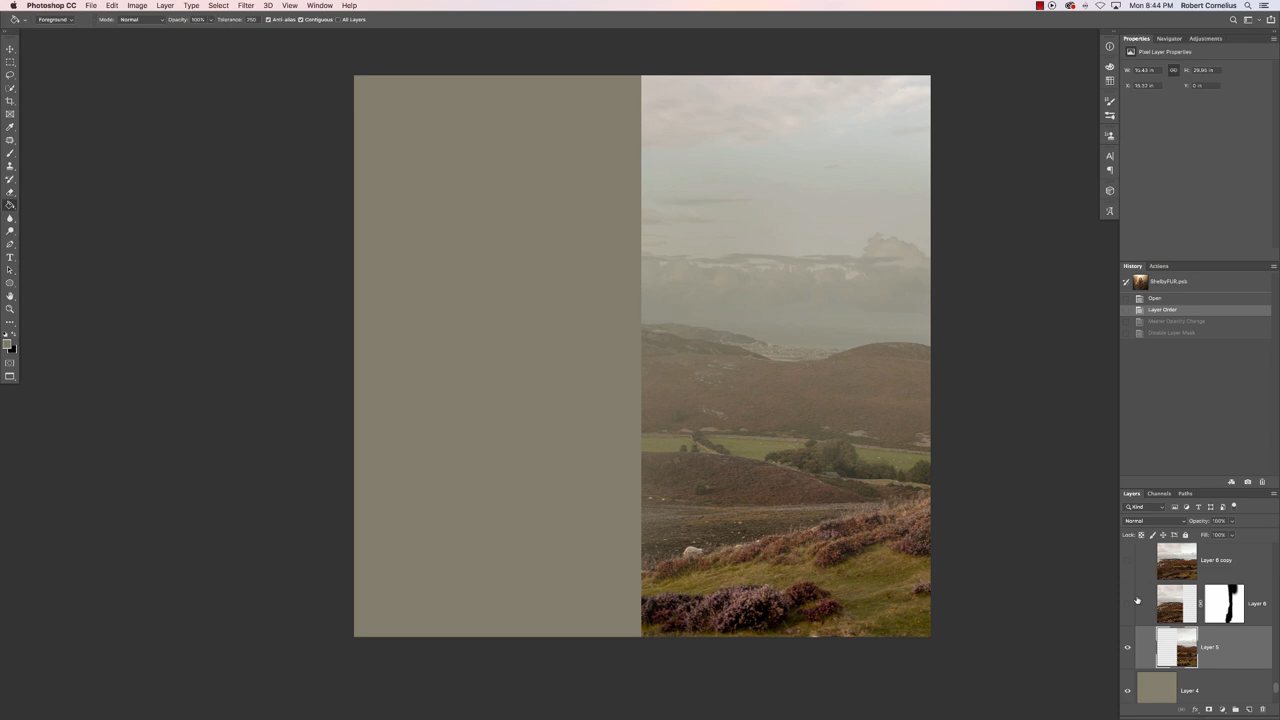 Photoshop CC File Edit Image Layer Type Select Filter 3D View Window Help Mon 8:44 PM Robert Cornelius
Foreground Mode: Normal Opacity: 100% Tolerance: 250 Anti-alias Contiguous All Layers
Properties Navigator Adjustments
Pixel Layer Properties
W: 15.43 in H: 29.95 in
X: 15.37 in Y: 0 in
History Actions
ShelbyFUR.psb
Open
Layer Order
Master Opacity Change
Disable Layer Mask
Layers Channels Paths
Kind
Normal Opacity: 100%
Lock: Fill: 100%
Layer 6 copy
Layer 6
Layer 5
Layer 4